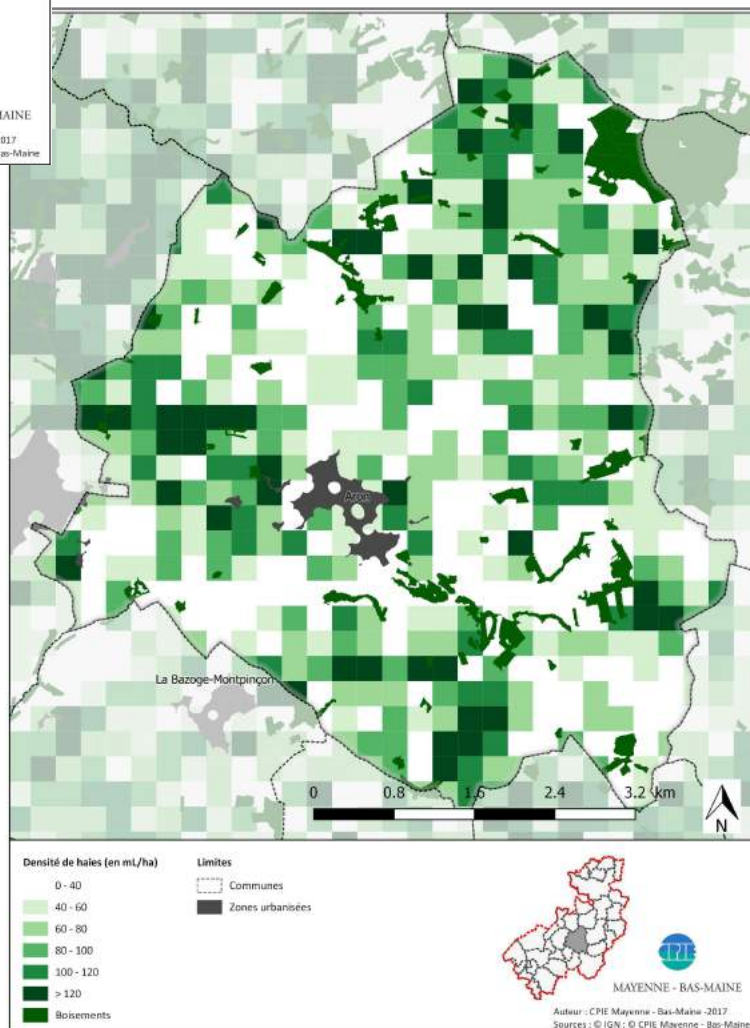 MAINE
2017
as-Maine
Aron
La Bazoge-Montpinçon
0 0.8 1.6 2.4 3.2 km
N
Densité de haies (en mL/ha)
0 - 40
40 - 60
60 - 80
80 - 100
100 - 120
> 120
Boisements
Limites
Communes
Zones urbanisées
CPIE
MAYENNE - BAS-MAINE
Auteur : CPIE Mayenne - Bas-Maine -2017
Sources : © IGN ; © CPIE Mayenne - Bas-Maine